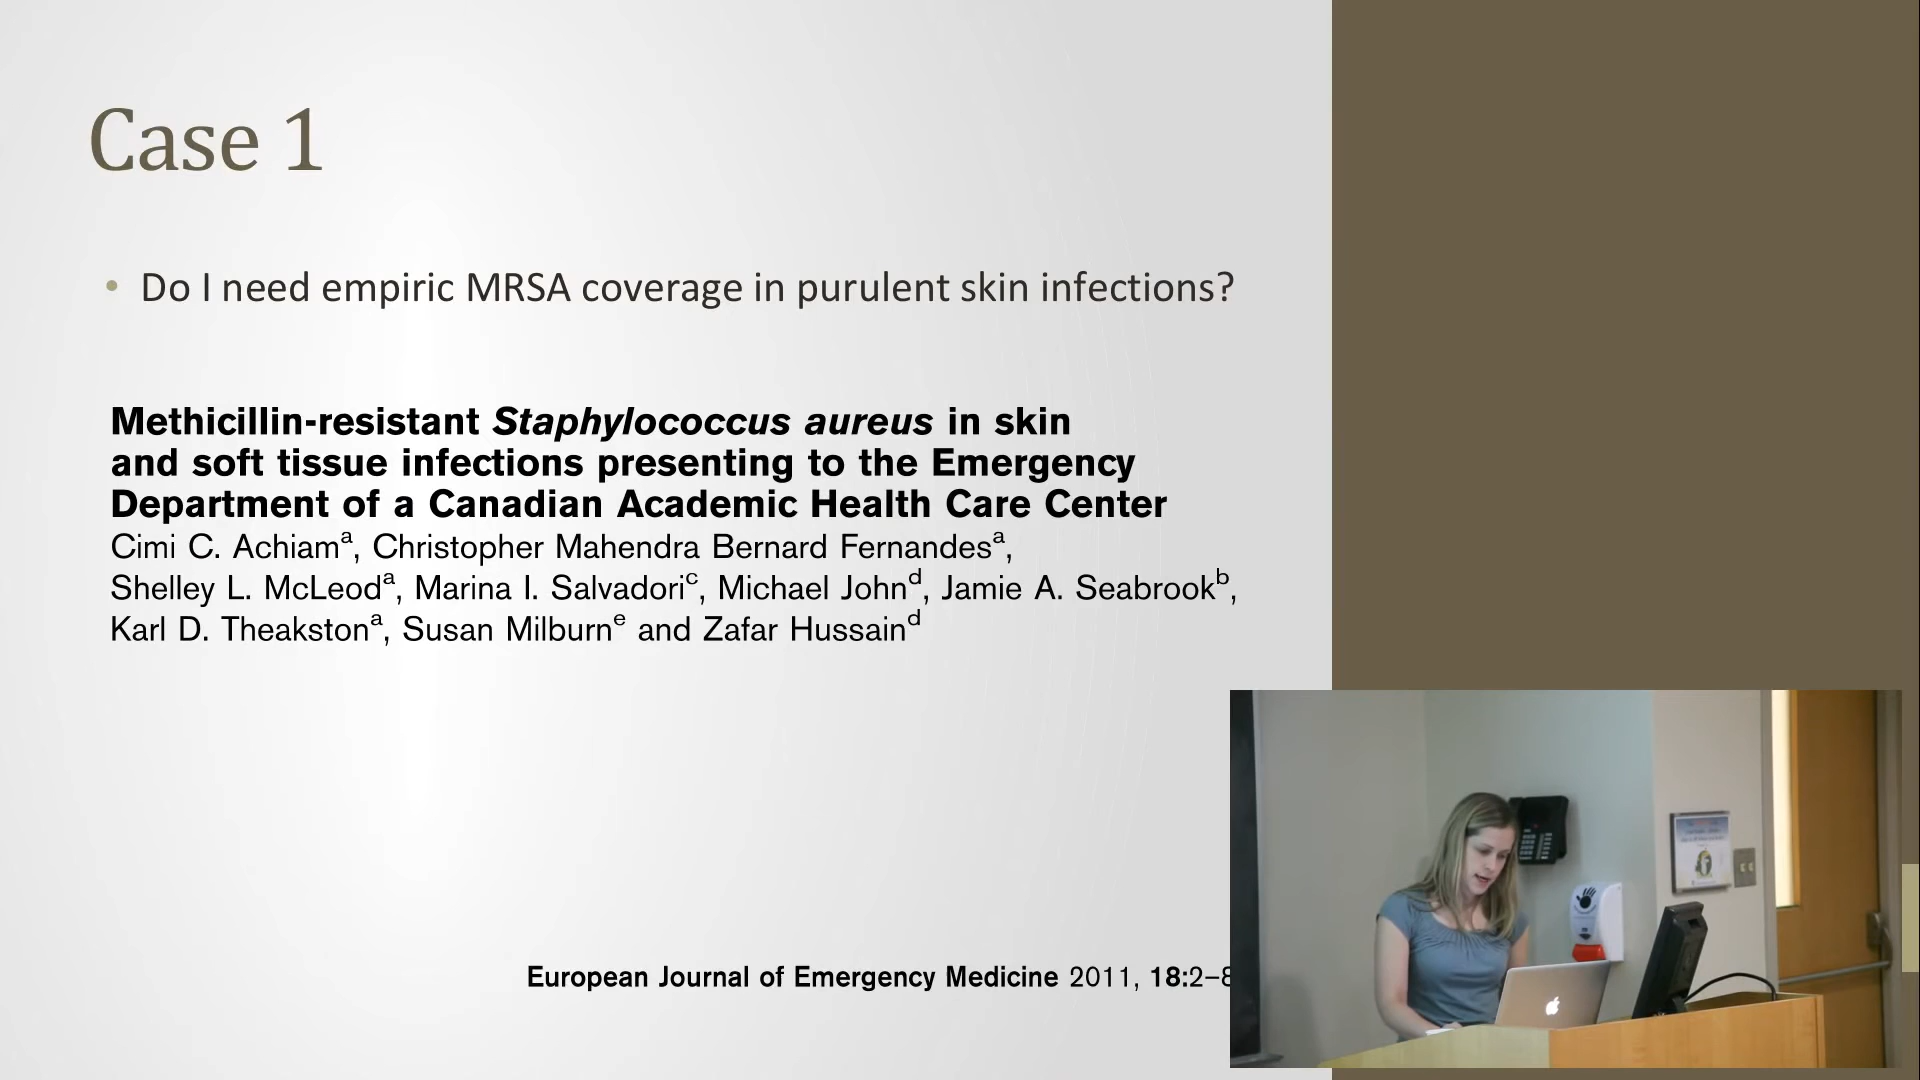 Case 1
• Do I need empiric MRSA coverage in purulent skin infections?
Methicillin-resistant Staphylococcus aureus in skin
and soft tissue infections presenting to the Emergency
Department of a Canadian Academic Health Care Center
Cimi C. Achiamᵃ, Christopher Mahendra Bernard Fernandesᵃ,
Shelley L. McLeodᵃ, Marina I. Salvadoriᶜ, Michael Johnᵈ, Jamie A. Seabrookᵇ,
Karl D. Theakstonᵃ, Susan Milburnᵉ and Zafar Hussainᵈ
European Journal of Emergency Medicine 2011, 18:2–8